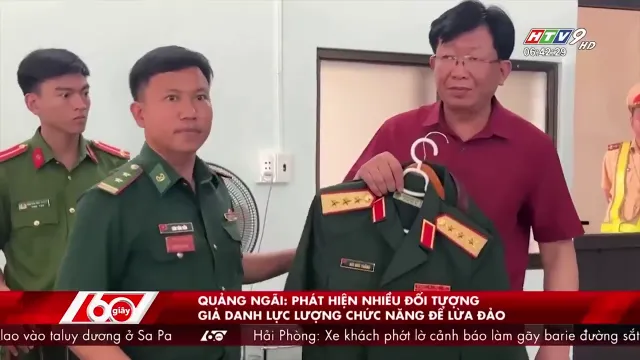 HTV9 HD
06:42:29
60 giây
QUẢNG NGÃI: PHÁT HIỆN NHIỀU ĐỐI TƯỢNG
GIẢ DANH LỰC LƯỢNG CHỨC NĂNG ĐỂ LỪA ĐẢO
lao vào taluy dương ở Sa Pa
Hải Phòng: Xe khách phớt lờ cảnh báo làm gãy barie đường sắt